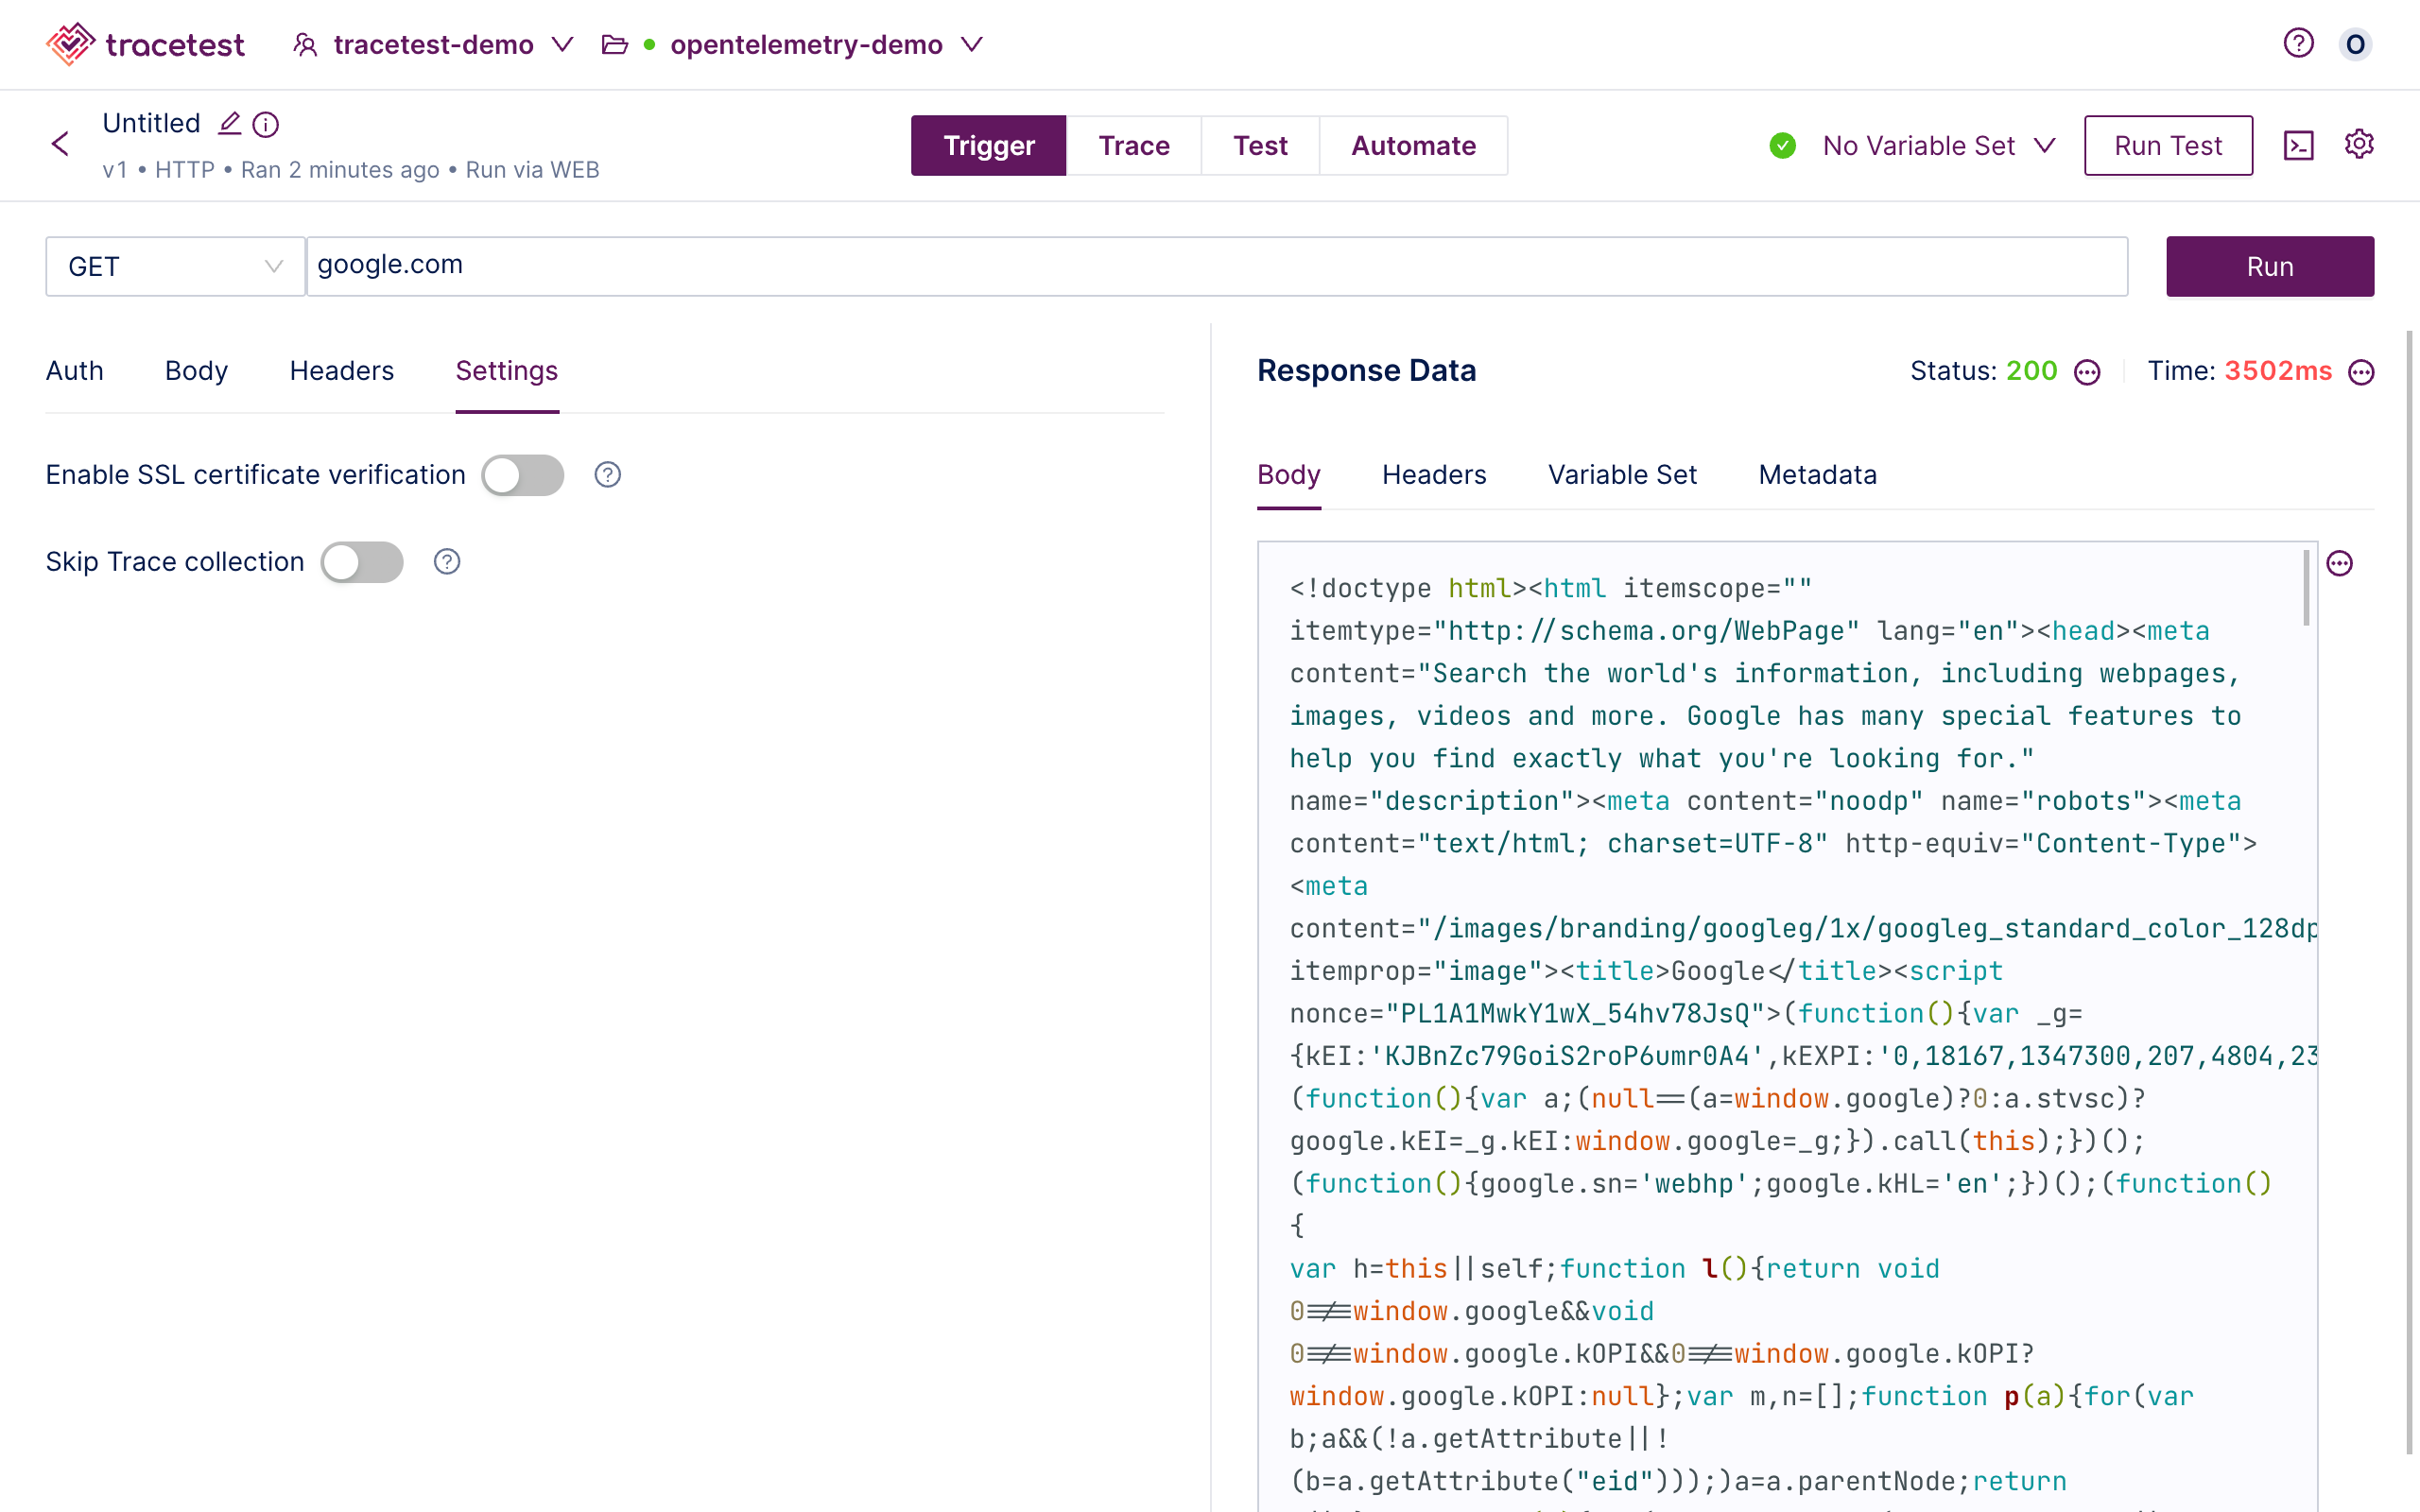 tracetest tracetest-demo opentelemetry-demo O
Untitled
v1 • HTTP • Ran 2 minutes ago • Run via WEB
Trigger Trace Test Automate
No Variable Set Run Test
GET google.com Run
Auth Body Headers Settings
Enable SSL certificate verification
Skip Trace collection
Response Data Status: 200 Time: 3502ms
Body Headers Variable Set Metadata
<!doctype html><html itemscope=""
itemtype="http://schema.org/WebPage" lang="en"><head><meta
content="Search the world's information, including webpages,
images, videos and more. Google has many special features to
help you find exactly what you're looking for."
name="description"><meta content="noodp" name="robots"><meta
content="text/html; charset=UTF-8" http-equiv="Content-Type">
<meta
content="/images/branding/googleg/1x/googleg_standard_color_128dp
itemprop="image"><title>Google</title><script
nonce="PL1A1MwkY1wX_54hv78JsQ">(function(){var _g=
{kEI:'KJBnZc79GoiS2roP6umr0A4',kEXPI:'0,18167,1347300,207,4804,23
(function(){var a;(null==(a=window.google)?0:a.stvsc)?
google.kEI=_g.kEI:window.google=_g;}).call(this);})();
(function(){google.sn='webhp';google.kHL='en';})();(function()
{
var h=this||self;function l(){return void
0!==window.google&&void
0!==window.google.kOPI&&0!==window.google.kOPI?
window.google.kOPI:null};var m,n=[];function p(a){for(var
b;a&&(!a.getAttribute||!
(b=a.getAttribute("eid")));)a=a.parentNode;return